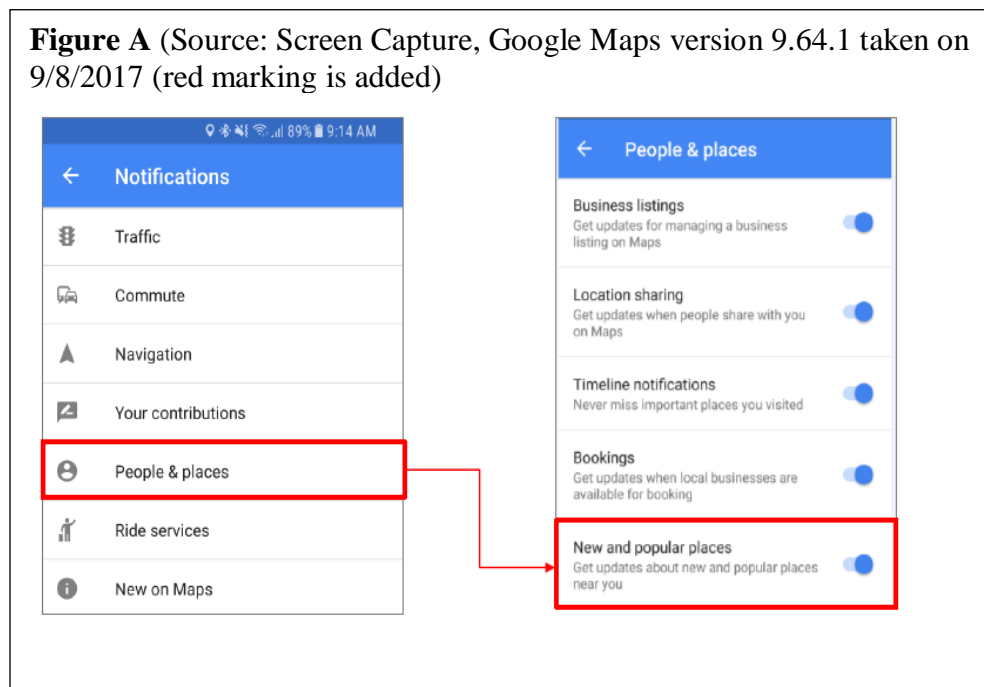 Figure A (Source: Screen Capture, Google Maps version 9.64.1 taken on
9/8/2017 (red marking is added)
89% 9:14 AM
Notifications
Traffic
Commute
Navigation
Your contributions
People & places
Ride services
New on Maps
People & places
Business listings
Get updates for managing a business
listing on Maps
Location sharing
Get updates when people share with you
on Maps
Timeline notifications
Never miss important places you visited
Bookings
Get updates when local businesses are
available for booking
New and popular places
Get updates about new and popular places
near you